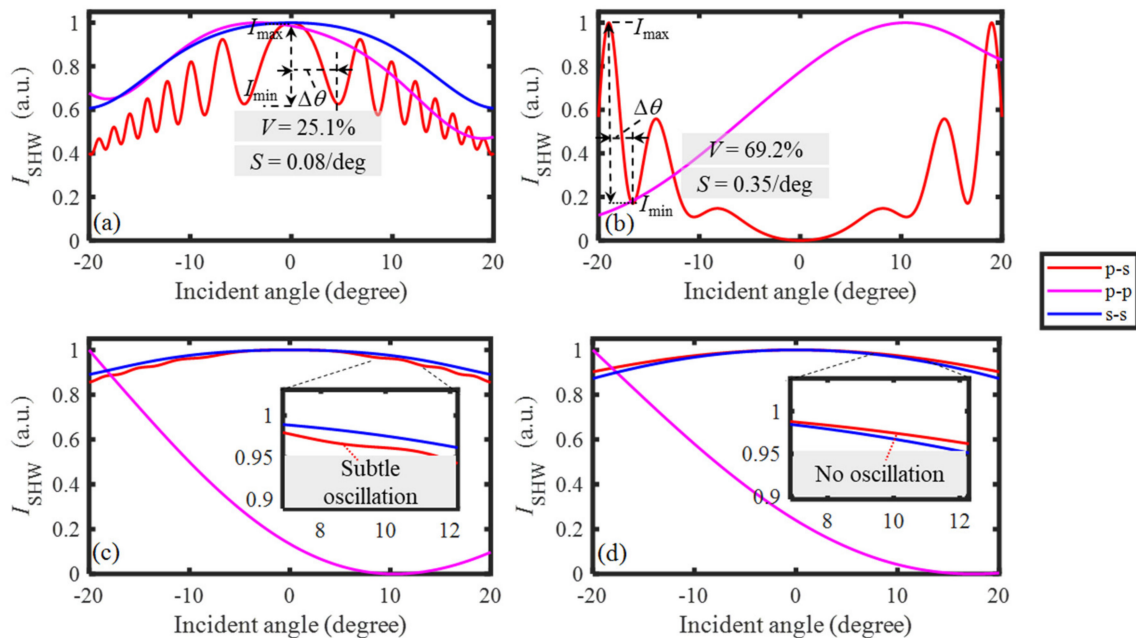 1
0.8
0.6
0.4
0.2
0
I_SHW (a.u.)
I_max
I_min
Δθ
V = 25.1%
S = 0.08/deg
(a)
-20 -10 0 10 20
Incident angle (degree)
1
0.8
0.6
0.4
0.2
0
I_SHW (a.u.)
I_max
Δθ
V = 69.2%
S = 0.35/deg
I_min
(b)
-20 -10 0 10 20
Incident angle (degree)
p-s
p-p
s-s
1
0.8
0.6
0.4
0.2
0
I_SHW (a.u.)
1
0.95
0.9
Subtle
oscillation
8 10 12
(c)
-20 -10 0 10 20
Incident angle (degree)
1
0.8
0.6
0.4
0.2
0
I_SHW (a.u.)
1
0.95
0.9
No oscillation
8 10 12
(d)
-20 -10 0 10 20
Incident angle (degree)